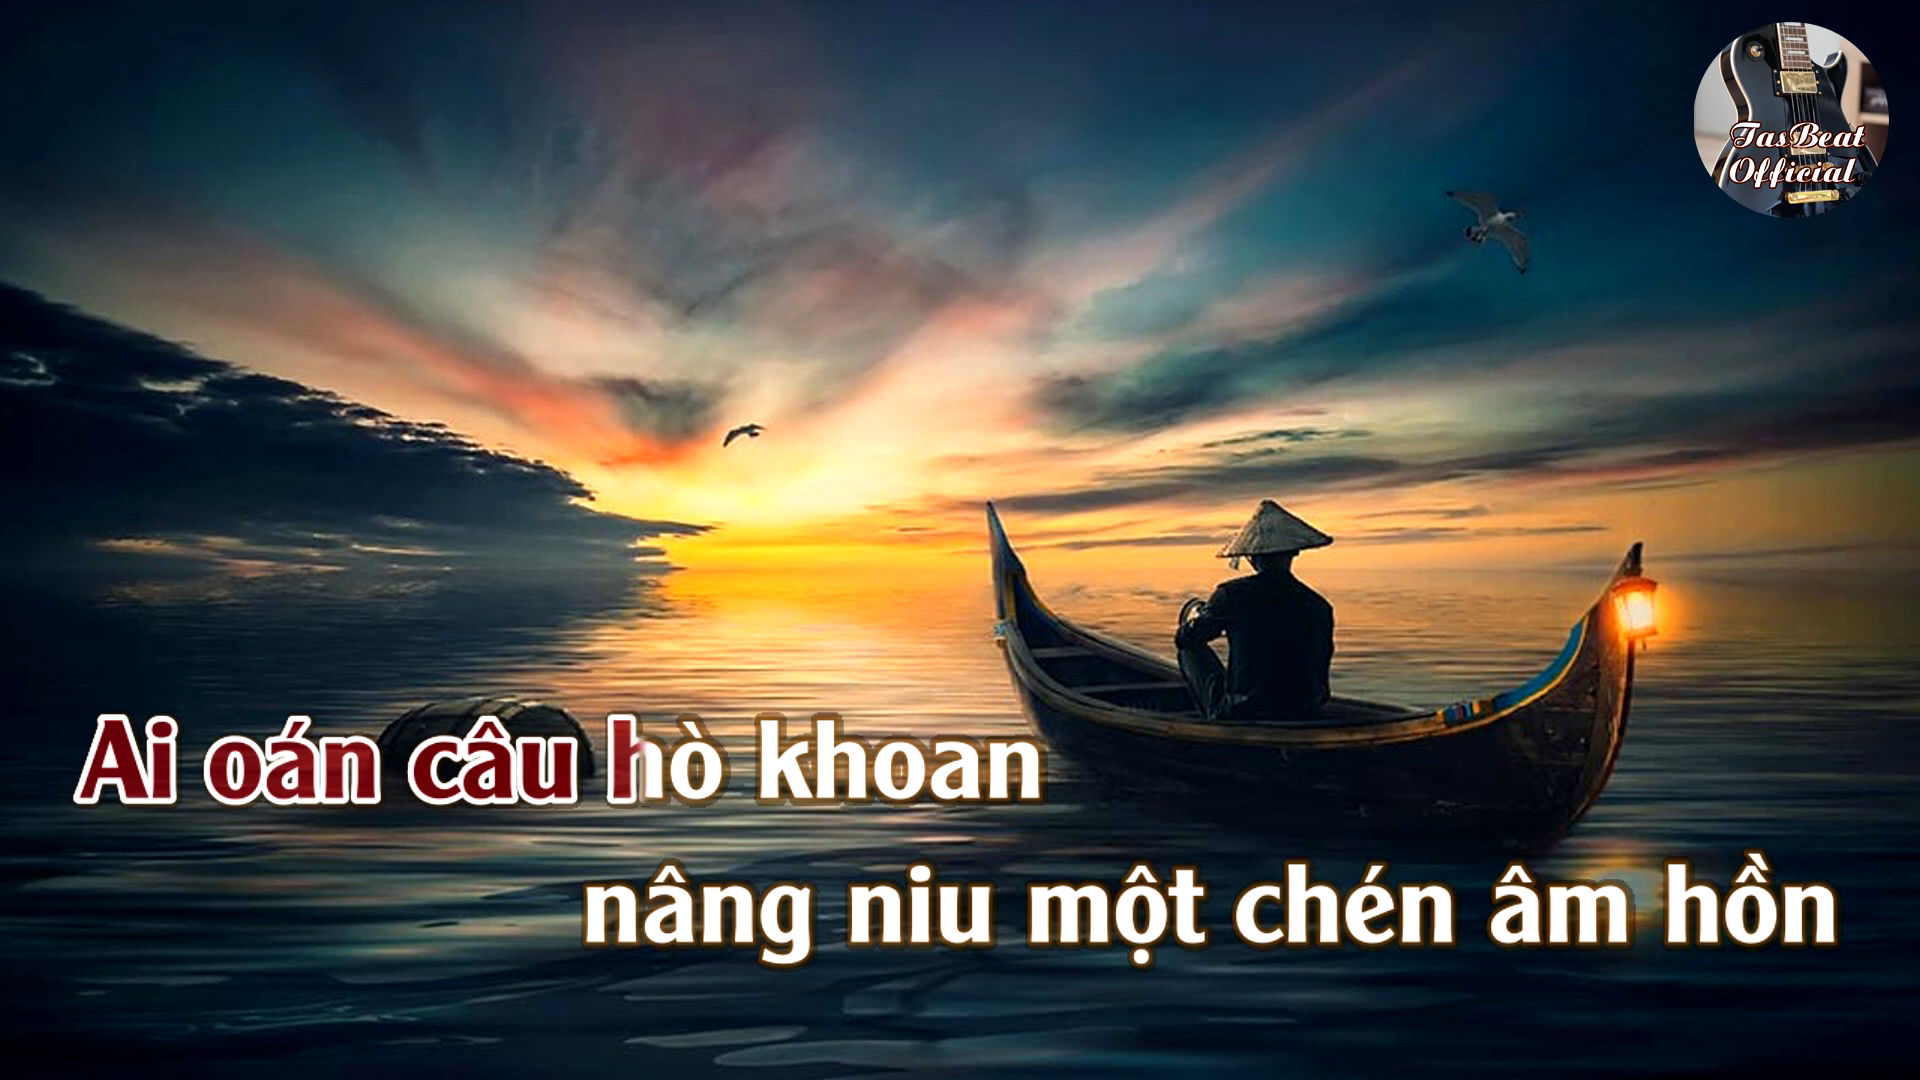 TasBeat
Official
Ai oán câu hò khoan
nâng niu một chén âm hồn